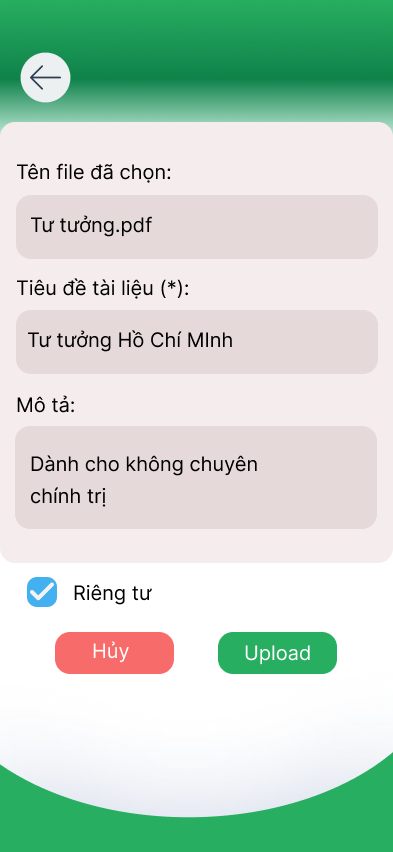 Tên file đã chọn:
Tư tưởng.pdf
Tiêu đề tài liệu (*):
Tư tưởng Hồ Chí MInh
Mô tả:
Dành cho không chuyên
chính trị
Riêng tư
Hủy
Upload